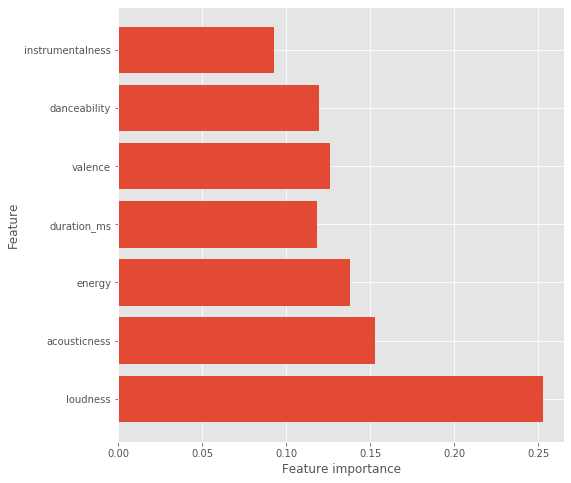 instrumentalness
danceability
valence
duration_ms
energy
acousticness
loudness
Feature
0.00 0.05 0.10 0.15 0.20 0.25
Feature importance